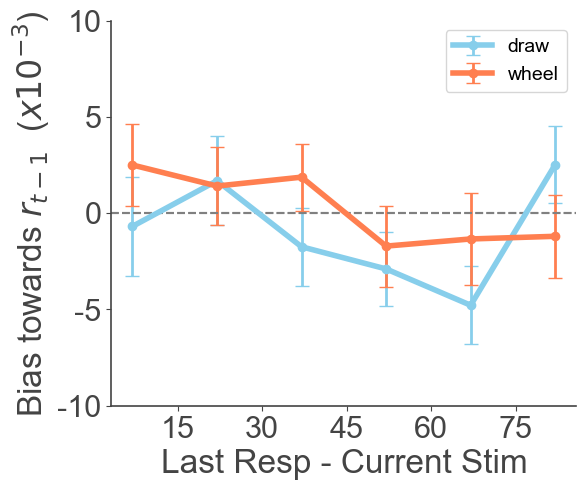 10
5
0
-5
-10
Bias towards $r_{t-1}$ $(x10^{-3})$
draw
wheel
15 30 45 60 75
Last Resp - Current Stim